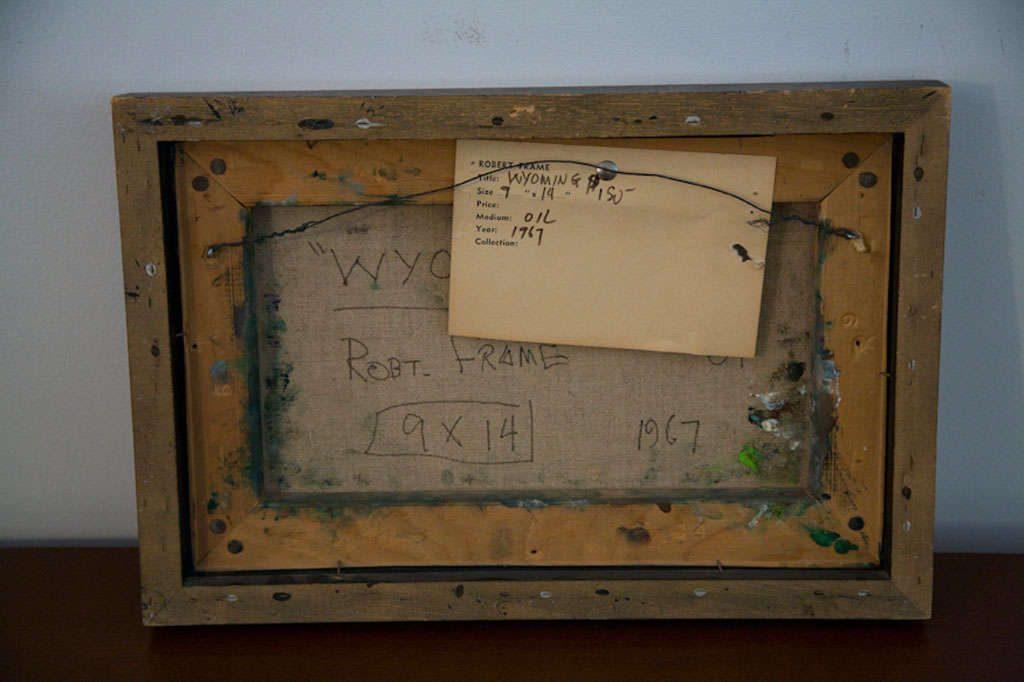 ROBERT FRAME
Title: WYOMING $150
Size 9 " x 14 "
Price:
Medium: OIL
Year: 1967
Collection:
"WYO
ROBT. FRAME
9 X 14
1967